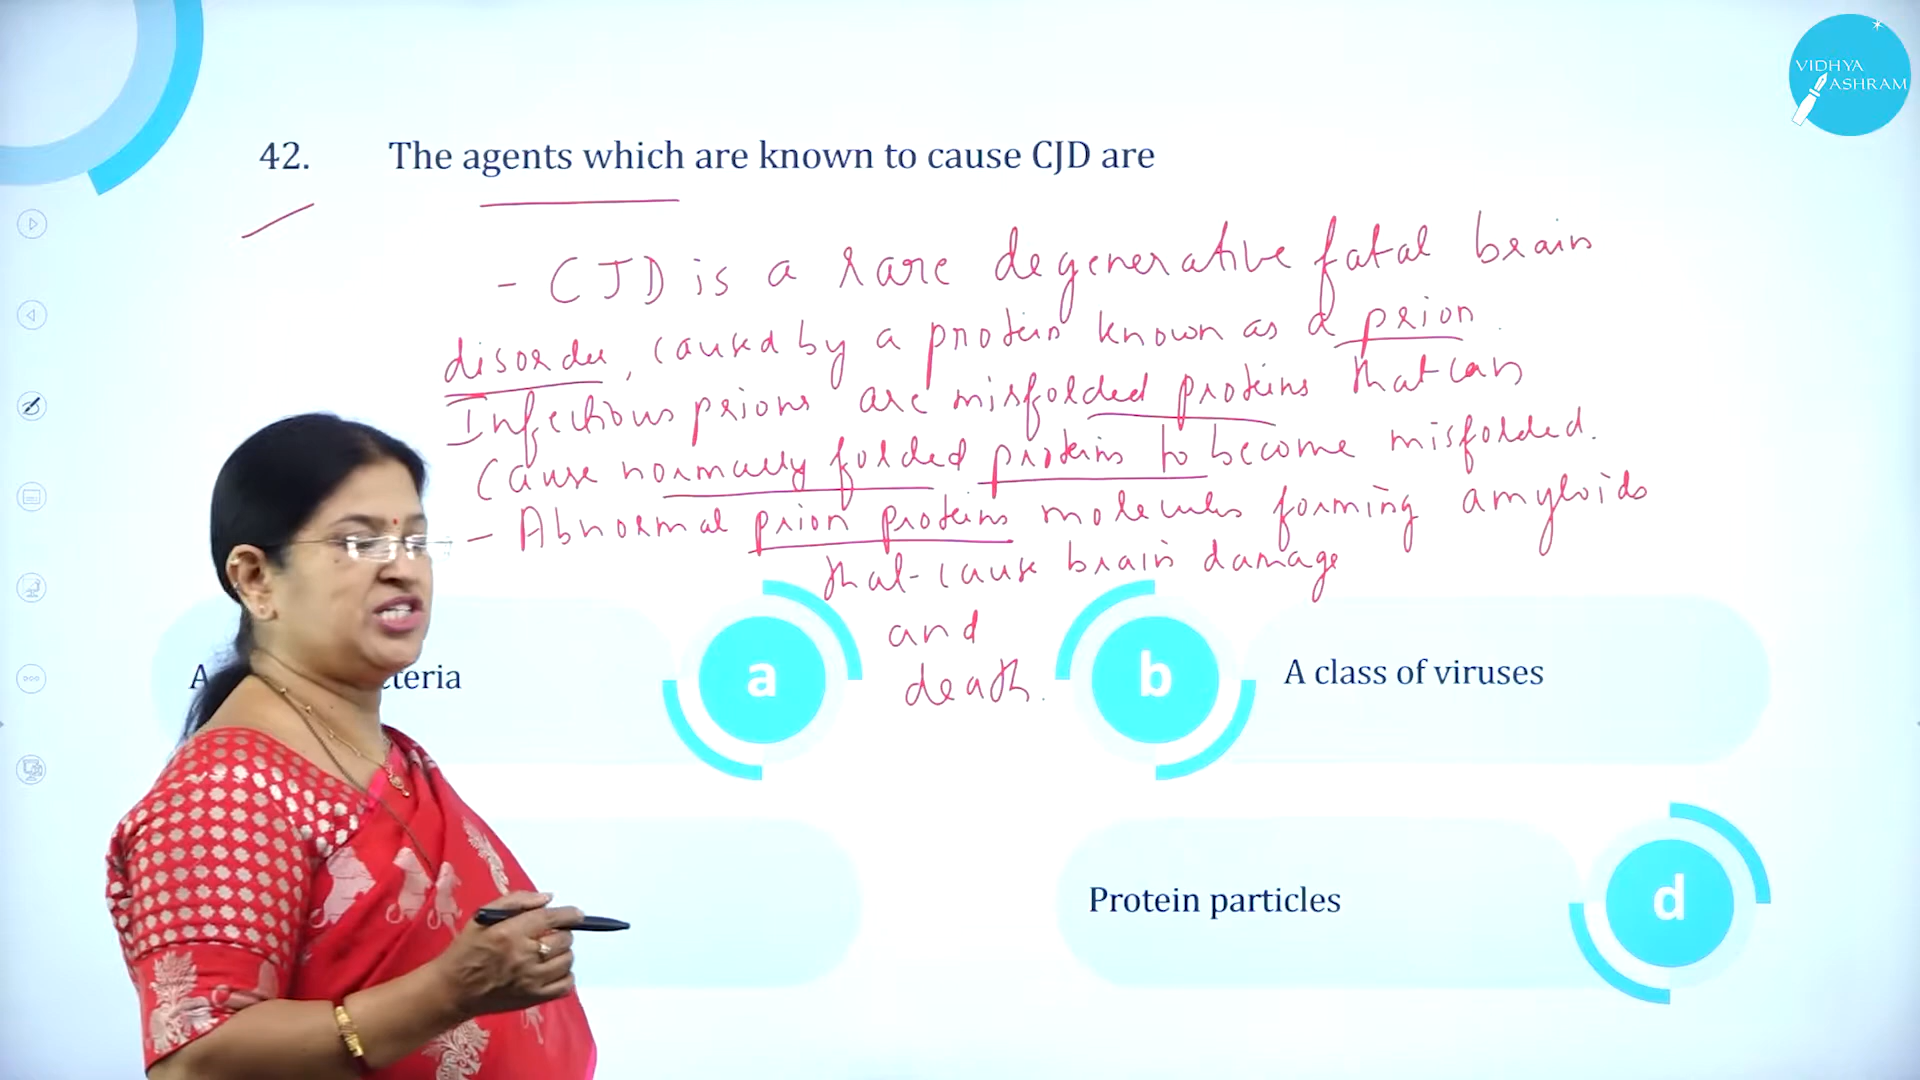 VIDHYA
ASHRAM
42. The agents which are known to cause CJD are
- CJD is a rare degenerative fatal brain
disorder, caused by a protein known as a prion.
Infectious prions are misfolded proteins that can
cause normally folded proteins to become misfolded.
- Abnormal prion proteins molecules forming amyloids
that cause brain damage
and
death.
a
b
A class of viruses
Protein particles
d